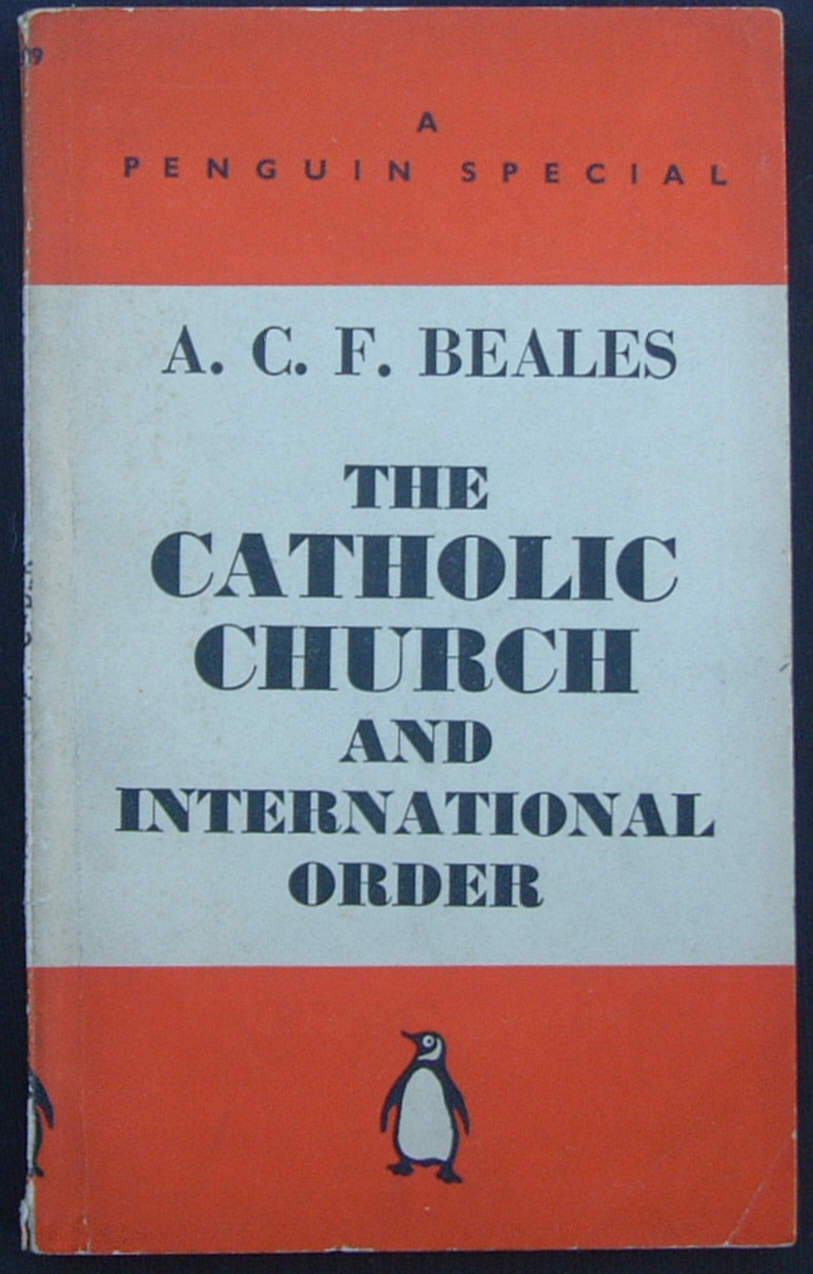 A
PENGUIN SPECIAL
A. C. F. BEALES
THE
CATHOLIC
CHURCH
AND
INTERNATIONAL
ORDER